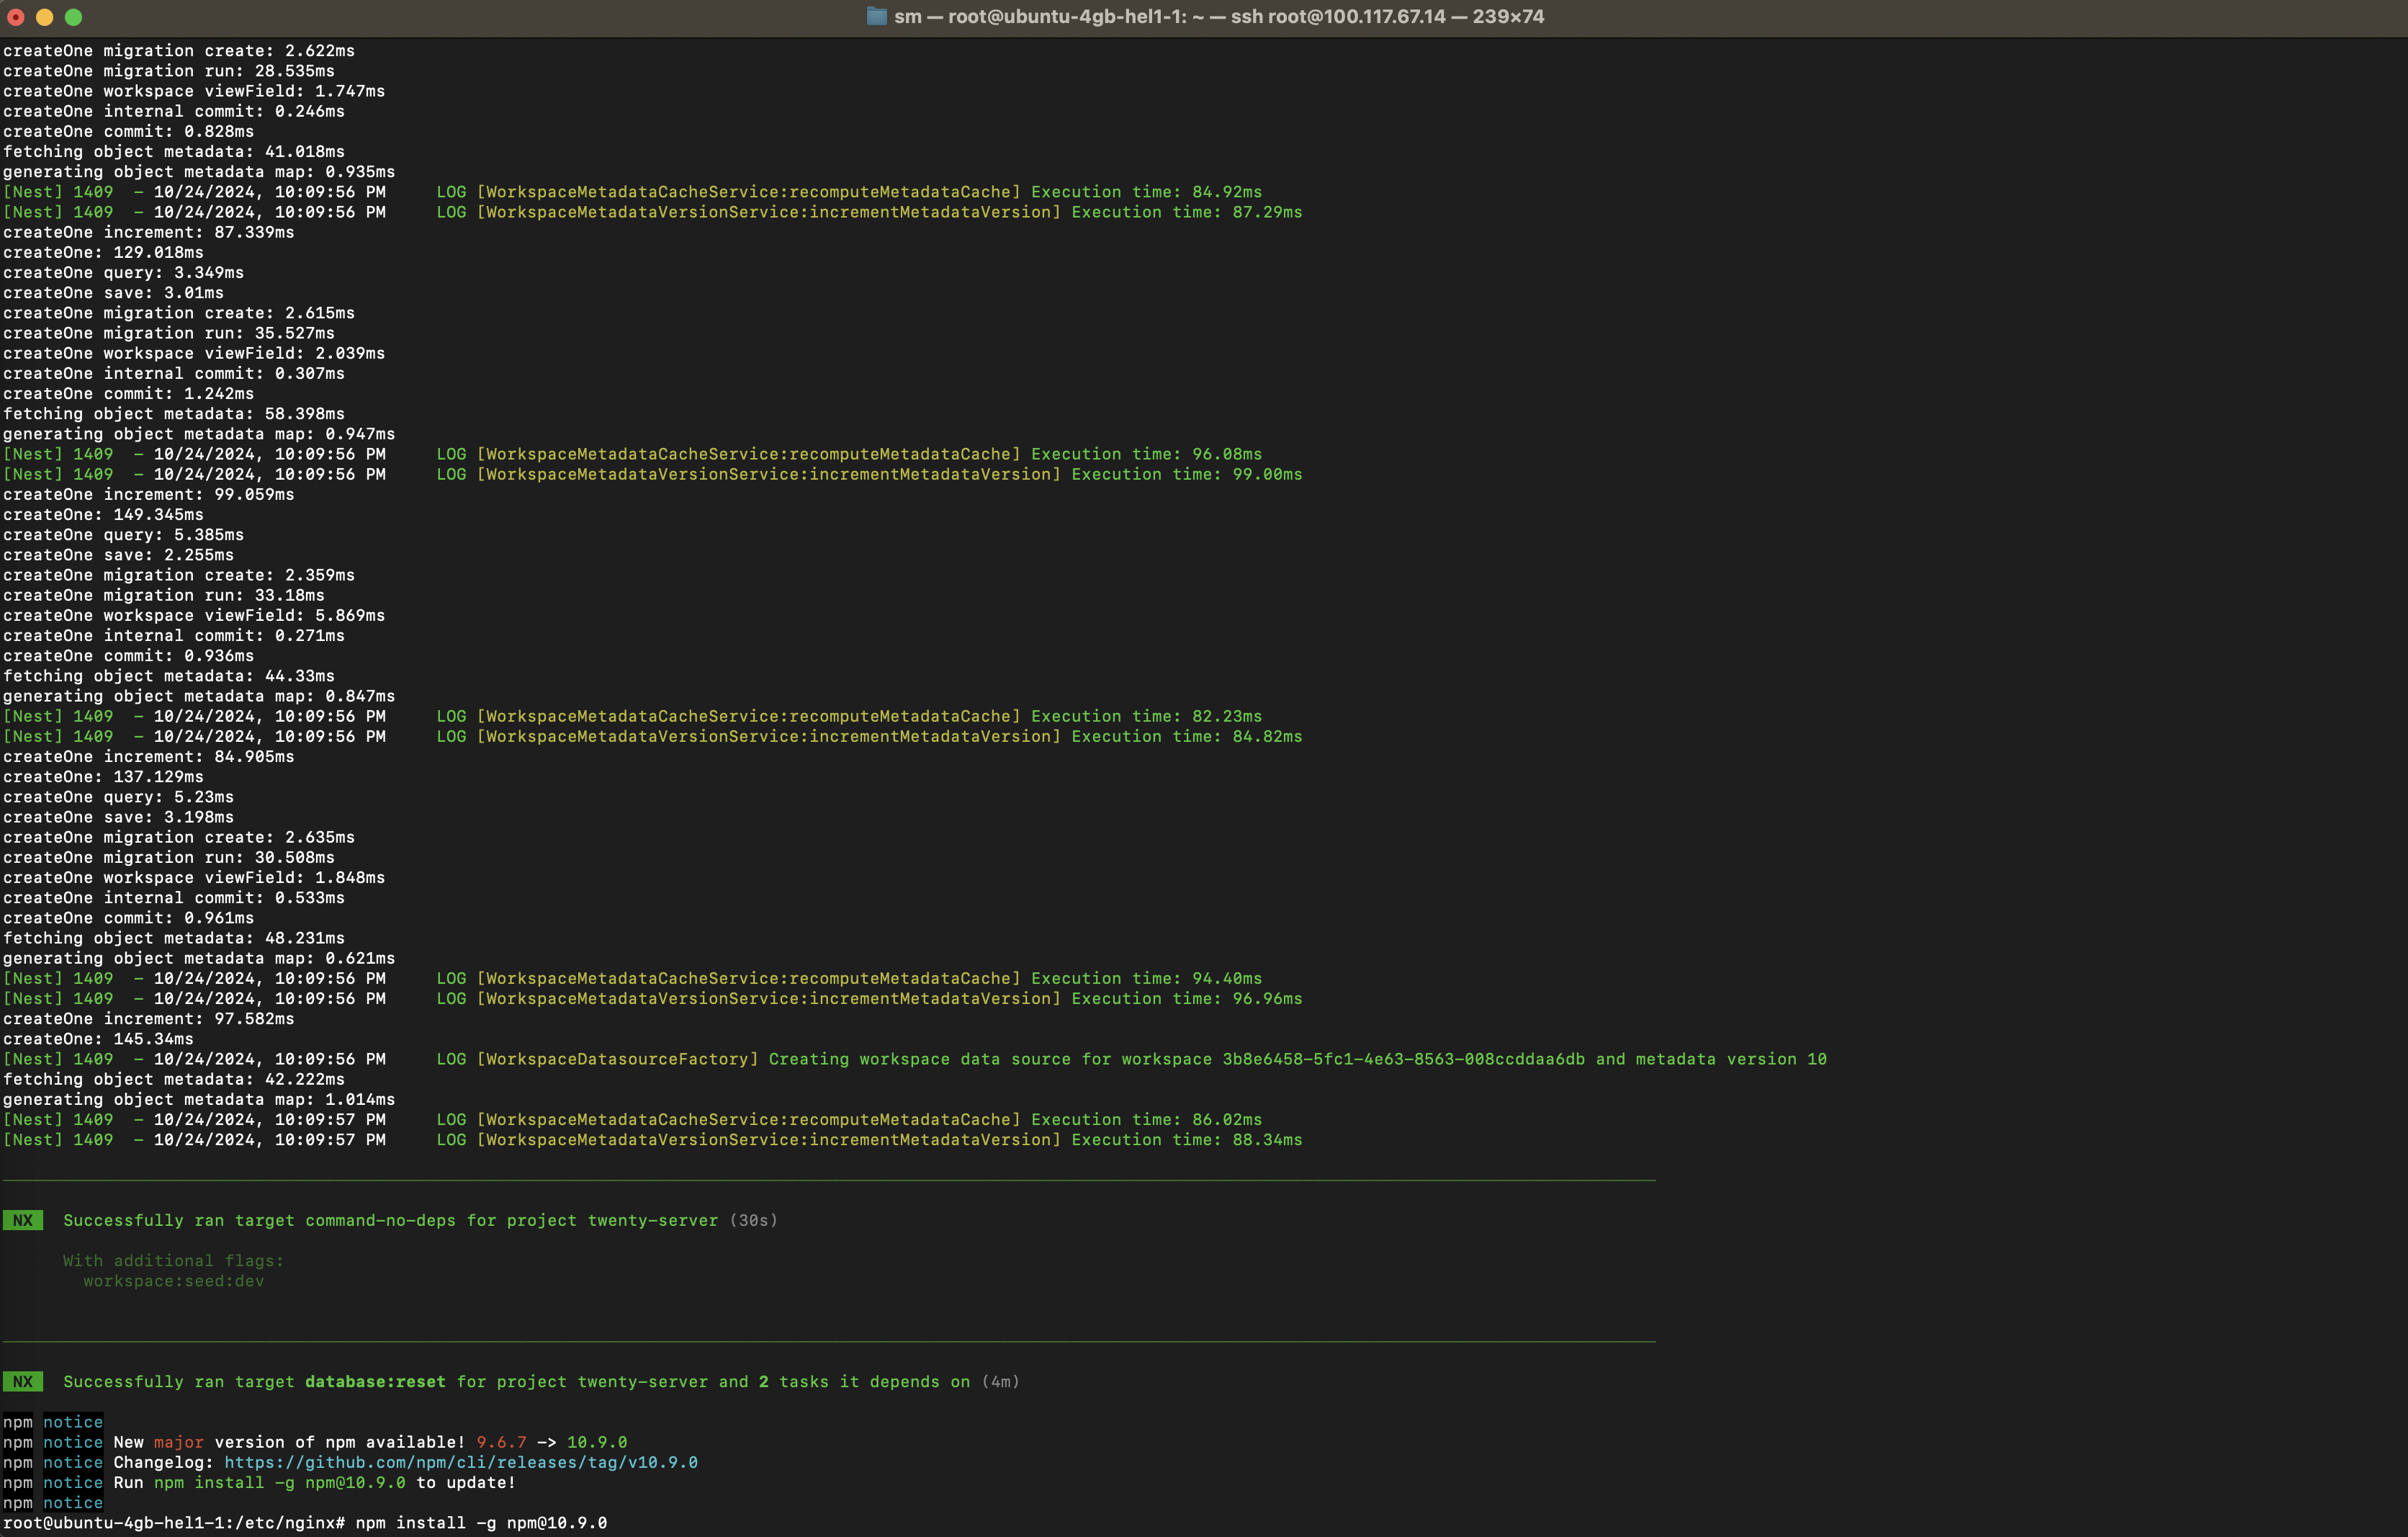 sm — root@ubuntu-4gb-hel1-1: ~ — ssh root@100.117.67.14 — 239×74
createOne migration create: 2.622ms
createOne migration run: 28.535ms
createOne workspace viewField: 1.747ms
createOne internal commit: 0.246ms
createOne commit: 0.828ms
fetching object metadata: 41.018ms
generating object metadata map: 0.935ms
[Nest] 1409  - 10/24/2024, 10:09:56 PM     LOG [WorkspaceMetadataCacheService:recomputeMetadataCache] Execution time: 84.92ms
[Nest] 1409  - 10/24/2024, 10:09:56 PM     LOG [WorkspaceMetadataVersionService:incrementMetadataVersion] Execution time: 87.29ms
createOne increment: 87.339ms
createOne: 129.018ms
createOne query: 3.349ms
createOne save: 3.01ms
createOne migration create: 2.615ms
createOne migration run: 35.527ms
createOne workspace viewField: 2.039ms
createOne internal commit: 0.307ms
createOne commit: 1.242ms
fetching object metadata: 58.398ms
generating object metadata map: 0.947ms
[Nest] 1409  - 10/24/2024, 10:09:56 PM     LOG [WorkspaceMetadataCacheService:recomputeMetadataCache] Execution time: 96.08ms
[Nest] 1409  - 10/24/2024, 10:09:56 PM     LOG [WorkspaceMetadataVersionService:incrementMetadataVersion] Execution time: 99.00ms
createOne increment: 99.059ms
createOne: 149.345ms
createOne query: 5.385ms
createOne save: 2.255ms
createOne migration create: 2.359ms
createOne migration run: 33.18ms
createOne workspace viewField: 5.869ms
createOne internal commit: 0.271ms
createOne commit: 0.936ms
fetching object metadata: 44.33ms
generating object metadata map: 0.847ms
[Nest] 1409  - 10/24/2024, 10:09:56 PM     LOG [WorkspaceMetadataCacheService:recomputeMetadataCache] Execution time: 82.23ms
[Nest] 1409  - 10/24/2024, 10:09:56 PM     LOG [WorkspaceMetadataVersionService:incrementMetadataVersion] Execution time: 84.82ms
createOne increment: 84.905ms
createOne: 137.129ms
createOne query: 5.23ms
createOne save: 3.198ms
createOne migration create: 2.635ms
createOne migration run: 30.508ms
createOne workspace viewField: 1.848ms
createOne internal commit: 0.533ms
createOne commit: 0.961ms
fetching object metadata: 48.231ms
generating object metadata map: 0.621ms
[Nest] 1409  - 10/24/2024, 10:09:56 PM     LOG [WorkspaceMetadataCacheService:recomputeMetadataCache] Execution time: 94.40ms
[Nest] 1409  - 10/24/2024, 10:09:56 PM     LOG [WorkspaceMetadataVersionService:incrementMetadataVersion] Execution time: 96.96ms
createOne increment: 97.582ms
createOne: 145.34ms
[Nest] 1409  - 10/24/2024, 10:09:56 PM     LOG [WorkspaceDatasourceFactory] Creating workspace data source for workspace 3b8e6458-5fc1-4e63-8563-008ccddaa6db and metadata version 10
fetching object metadata: 42.222ms
generating object metadata map: 1.014ms
[Nest] 1409  - 10/24/2024, 10:09:57 PM     LOG [WorkspaceMetadataCacheService:recomputeMetadataCache] Execution time: 86.02ms
[Nest] 1409  - 10/24/2024, 10:09:57 PM     LOG [WorkspaceMetadataVersionService:incrementMetadataVersion] Execution time: 88.34ms
NX  Successfully ran target command-no-deps for project twenty-server (30s)
With additional flags:
workspace:seed:dev
NX  Successfully ran target database:reset for project twenty-server and 2 tasks it depends on (4m)
npm notice
npm notice New major version of npm available! 9.6.7 -> 10.9.0
npm notice Changelog: https://github.com/npm/cli/releases/tag/v10.9.0
npm notice Run npm install -g npm@10.9.0 to update!
npm notice
root@ubuntu-4gb-hel1-1:/etc/nginx# npm install -g npm@10.9.0